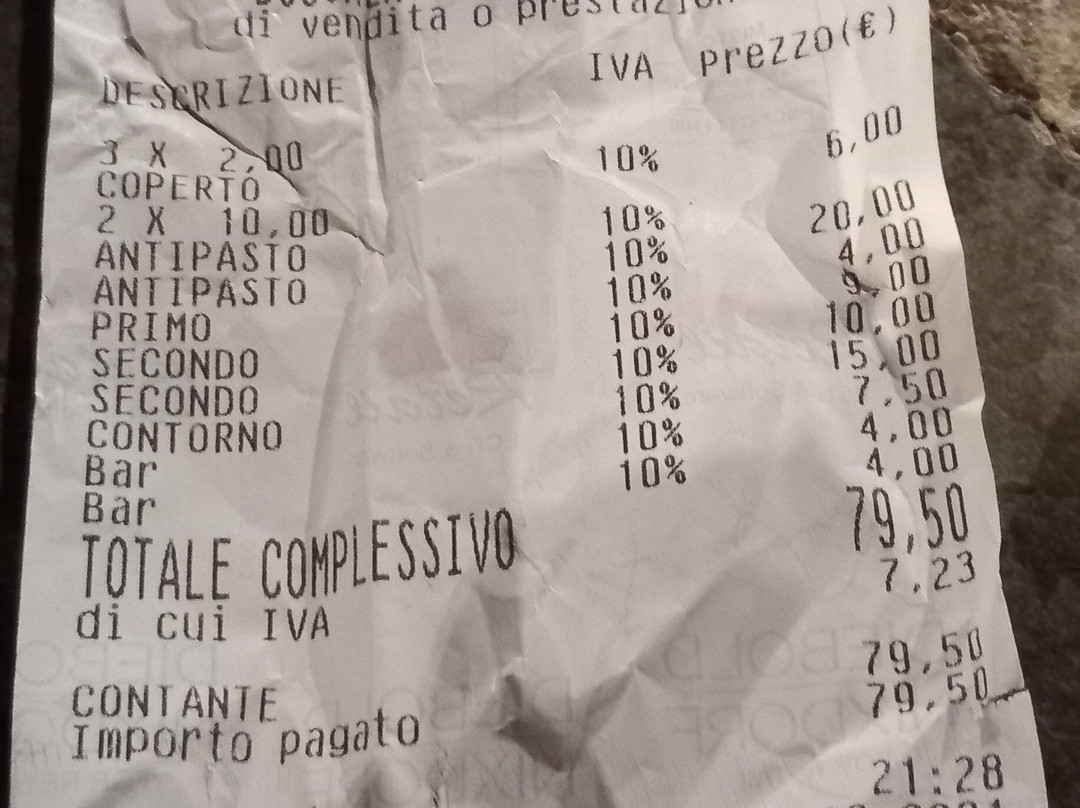 di vendita o
DESCRIZIONE IVA Prezzo(€)
3 X 2,00
COPERTO 10% 6,00
2 X 10,00
ANTIPASTO 10% 20,00
ANTIPASTO 10% 4,00
PRIMO 10% 9,00
SECONDO 10% 10,00
SECONDO 10% 15,00
CONTORNO 10% 7,50
Bar 10% 4,00
Bar 10% 4,00
TOTALE COMPLESSIVO 79,50
di cui IVA 7,23
CONTANTE 79,50
Importo pagato 79,50
21:28